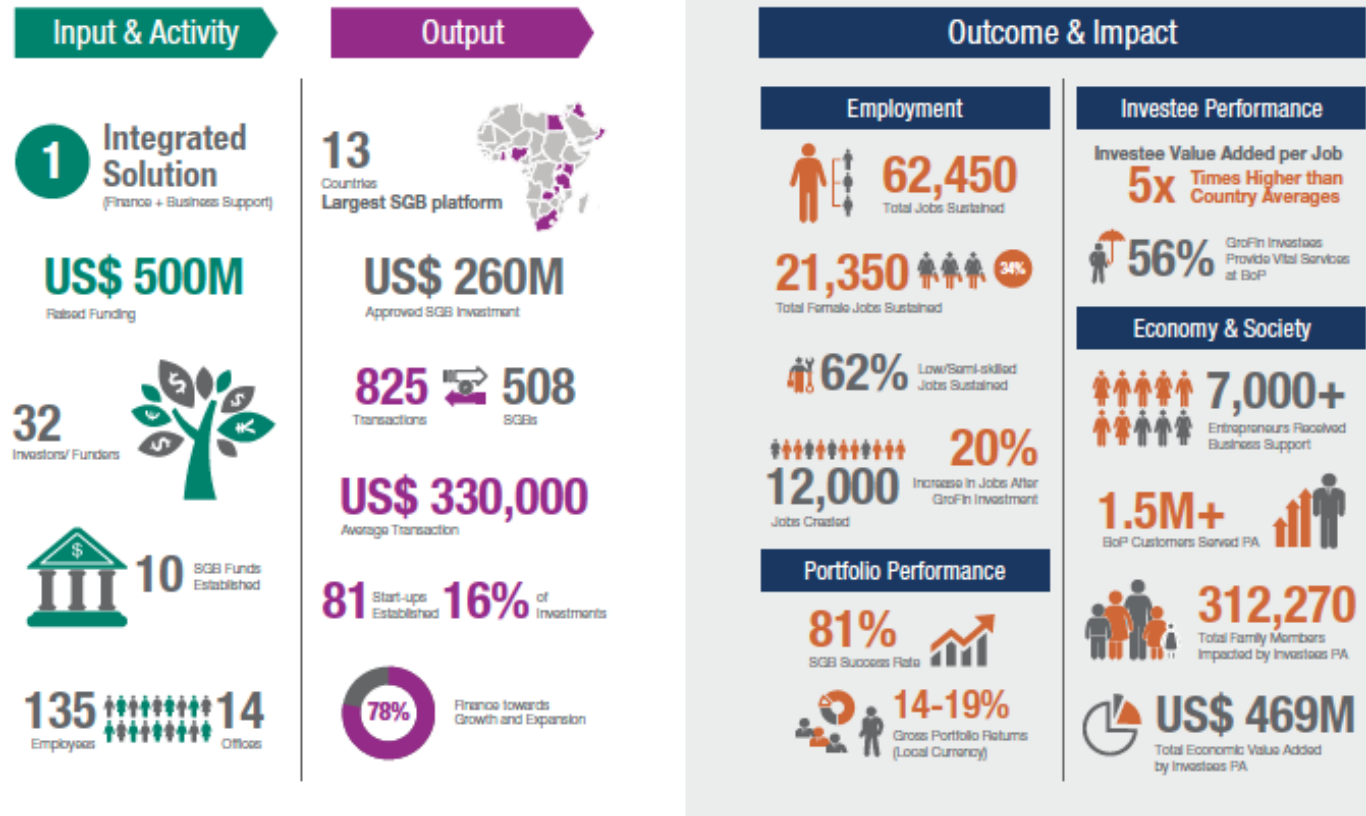 Input & Activity
1
Integrated
Solution
(Finance + Business Support)
US$ 500M
Raised Funding
32
Investors/ Funders
$
10
SGB Funds
Established
135
Employees
14
Offices
Output
13
Countries
Largest SGB platform
US$ 260M
Approved SGB Investment
825
Transactions
508
SGBs
US$ 330,000
Average Transaction
81
Start-ups
Established
16%
of
Investments
78%
Finance towards
Growth and Expansion
Outcome & Impact
Employment
62,450
Total Jobs Sustained
21,350
34%
Total Female Jobs Sustained
62%
Low/Semi-skilled
Jobs Sustained
12,000
Jobs Created
20%
Increase in Jobs After
GroFin Investment
Portfolio Performance
81%
SGB Success Rate
14-19%
Gross Portfolio Returns
(Local Currency)
Investee Performance
Investee Value Added per Job
5x
Times Higher than
Country Averages
56%
GroFin Investees
Provide Vital Services
at BoP
Economy & Society
7,000+
Entrepreneurs Received
Business Support
1.5M+
BoP Customers Served PA
312,270
Total Family Members
Impacted by Investees PA
US$ 469M
Total Economic Value Added
by Investees PA